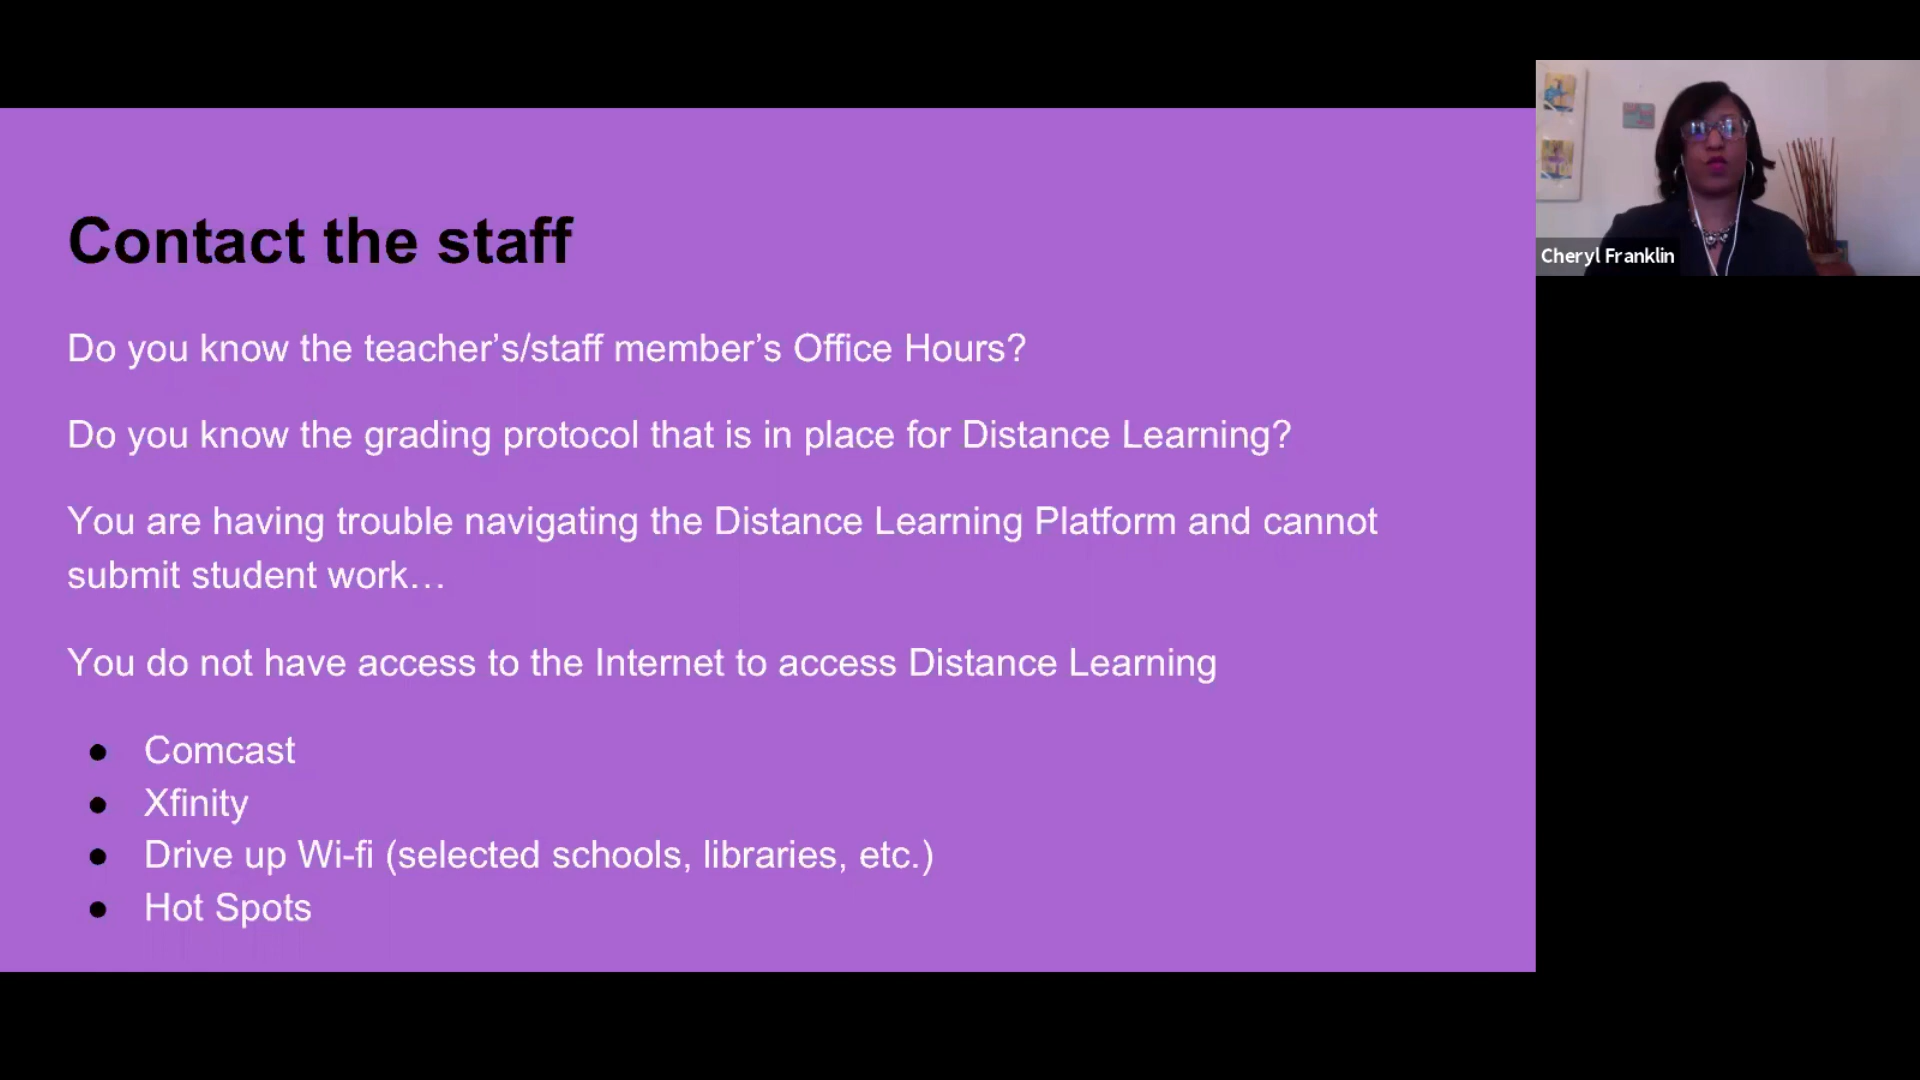 Contact the staff
Do you know the teacher’s/staff member’s Office Hours?
Do you know the grading protocol that is in place for Distance Learning?
You are having trouble navigating the Distance Learning Platform and cannot
submit student work…
You do not have access to the Internet to access Distance Learning
● Comcast
● Xfinity
● Drive up Wi-fi (selected schools, libraries, etc.)
● Hot Spots
Cheryl Franklin